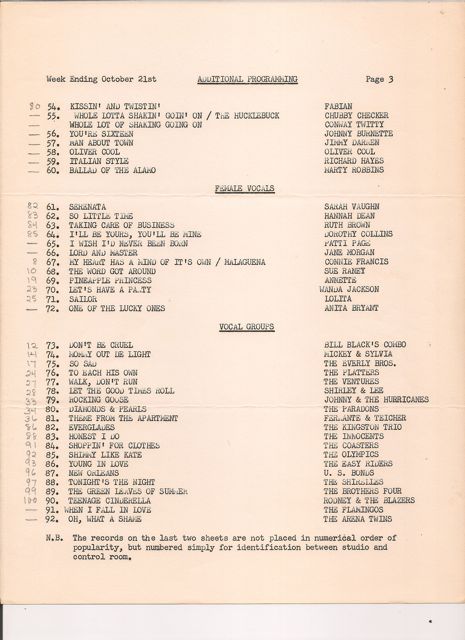 Week Ending October 21st ADDITIONAL PROGRAMMING Page 3
80 54. KISSIN' AND TWISTIN' FABIAN
— 55. WHOLE LOTTA SHAKIN' GOIN' ON / THE HUCKLEBUCK CHUBBY CHECKER
— WHOLE LOT OF SHAKING GOING ON CONWAY TWITTY
— 56. YOU'RE SIXTEEN JOHNNY BURNETTE
— 57. MAN ABOUT TOWN JIMMY DARREN
— 58. OLIVER COOL OLIVER COOL
— 59. ITALIAN STYLE RICHARD HAYES
— 60. BALLAD OF THE ALAMO MARTY ROBBINS
FEMALE VOCALS
82 61. SERENATA SARAH VAUGHN
83 62. SO LITTLE TIME HANNAH DEAN
84 63. TAKING CARE OF BUSINESS RUTH BROWN
85 64. I'LL BE YOURS, YOU'LL BE MINE DOROTHY COLLINS
— 65. I WISH I'D NEVER BEEN BORN PATTI PAGE
— 66. LORD AND MASTER JANE MORGAN
8 67. MY HEART HAS A MIND OF IT'S OWN / MALAGUENA CONNIE FRANCIS
10 68. THE WORD GOT AROUND SUE RANEY
19 69. PINEAPPLE PRINCESS ANNETTE
23 70. LET'S HAVE A PARTY WANDA JACKSON
25 71. SAILOR LOLITA
— 72. ONE OF THE LUCKY ONES ANITA BRYANT
VOCAL GROUPS
12 73. DON'T BE CRUEL BILL BLACK'S COMBO
14 74. MOMMY OUT DE LIGHT MICKEY & SYLVIA
17 75. SO SAD THE EVERLY BROS.
24 76. TO EACH HIS OWN THE PLATTERS
27 77. WALK, DON'T RUN THE VENTURES
28 78. LET THE GOOD TIMES ROLL SHIRLEY & LEE
33 79. ROCKING GOOSE JOHNNY & THE HURRICANES
34 80. DIAMONDS & PEARLS THE PARADONS
36 81. THEME FROM THE APARTMENT FERRANTE & TEICHER
86 82. EVERGLADES THE KINGSTON TRIO
88 83. HONEST I DO THE INNOCENTS
91 84. SHOPPIN' FOR CLOTHES THE COASTERS
92 85. SHIMMY LIKE KATE THE OLYMPICS
93 86. YOUNG IN LOVE THE EASY RIDERS
96 87. NEW ORLEANS U. S. BONDS
97 88. TONIGHT'S THE NIGHT THE SHIRELLES
99 89. THE GREEN LEAVES OF SUMMER THE BROTHERS FOUR
100 90. TEENAGE CINDERELLA RODNEY & THE BLAZERS
— 91. WHEN I FALL IN LOVE THE FLAMINGOS
— 92. OH, WHAT A SHAME THE ARENA TWINS
N.B. The records on the last two sheets are not placed in numerical order of
popularity, but numbered simply for identification between studio and
control room.